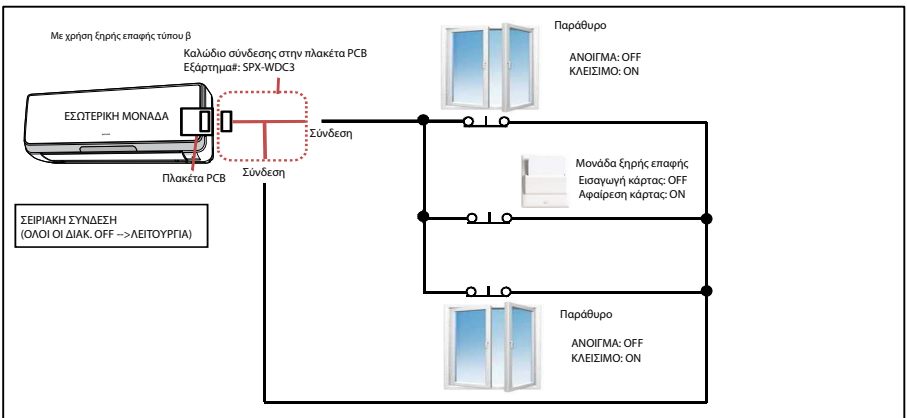 Με χρήση ξηρής επαφής τύπου β
Καλώδιο σύνδεσης στην πλακέτα PCB
Εξάρτημα#: SPX-WDC3
ΕΣΩΤΕΡΙΚΗ ΜΟΝΑΔΑ
Σύνδεση
Πλακέτα PCB
Σύνδεση
ΣΕΙΡΙΑΚΗ ΣΥΝΔΕΣΗ
(ΟΛΟΙ ΟΙ ΔΙΑΚ. OFF -->ΛΕΙΤΟΥΡΓΙΑ)
Παράθυρο
ΑΝΟΙΓΜΑ: OFF
ΚΛΕΙΣΙΜΟ: ON
Μονάδα ξηρής επαφής
Εισαγωγή κάρτας: OFF
Αφαίρεση κάρτας: ON
Παράθυρο
ΑΝΟΙΓΜΑ: OFF
ΚΛΕΙΣΙΜΟ: ON